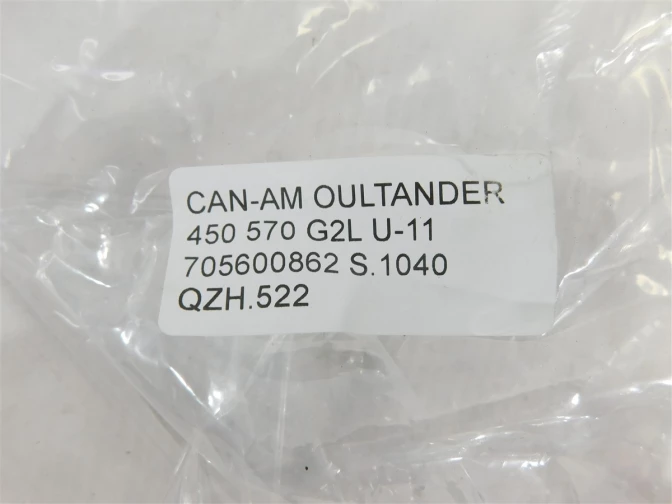 CAN-AM OULTANDER
450 570 G2L U-11
705600862 S.1040
QZH.522